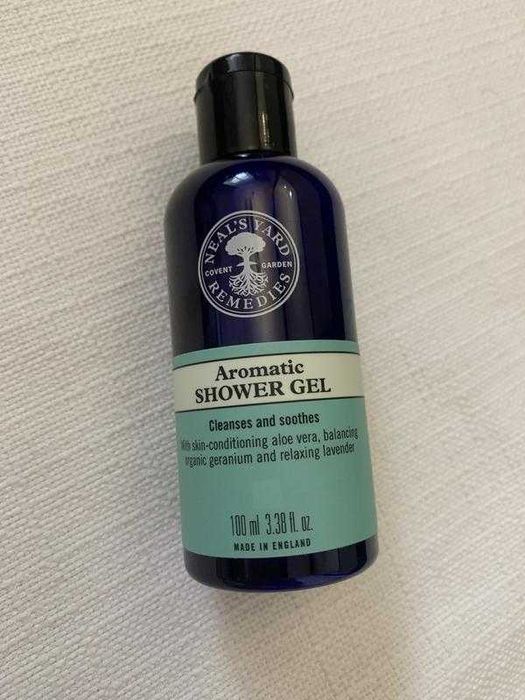 NEAL'S YARD
COVENT GARDEN
REMEDIES
Aromatic
SHOWER GEL
Cleanses and soothes
With skin-conditioning aloe vera, balancing
organic geranium and relaxing lavender
100 ml 3.38 fl. oz.
MADE IN ENGLAND